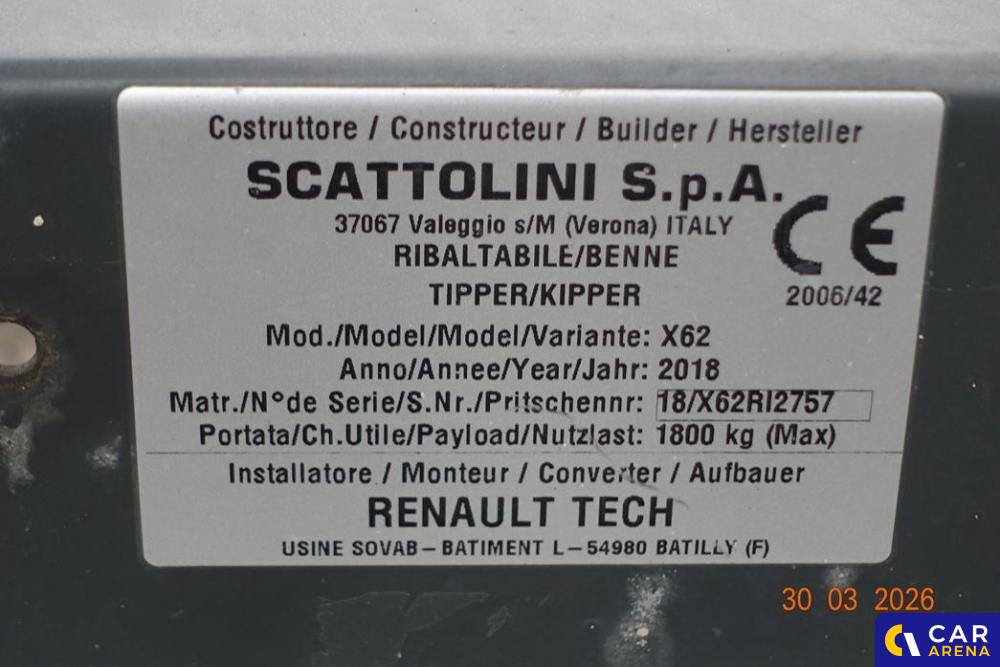 Costruttore / Constructeur / Builder / Hersteller
SCATTOLINI S.p.A.
37067 Valeggio s/M (Verona) ITALY
RIBALTABILE/BENNE
TIPPER/KIPPER
CE
2006/42
Mod./Model/Model/Variante: X62
Anno/Annee/Year/Jahr: 2018
Matr./N°de Serie/S.Nr./Pritschennr: 18/X62RI2757
Portata/Ch.Utile/Payload/Nutzlast: 1800 kg (Max)
Installatore / Monteur / Converter / Aufbauer
RENAULT TECH
USINE SOVAB – BATIMENT L – 54980 BATILLY (F)
30 03 2026
CAR
ARENA